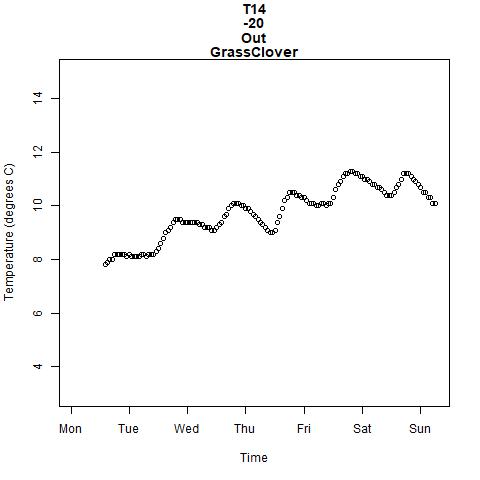 T14
-20
Out
GrassClover
14
12
10
8
6
4
Temperature (degrees C)
Mon Tue Wed Thu Fri Sat Sun
Time